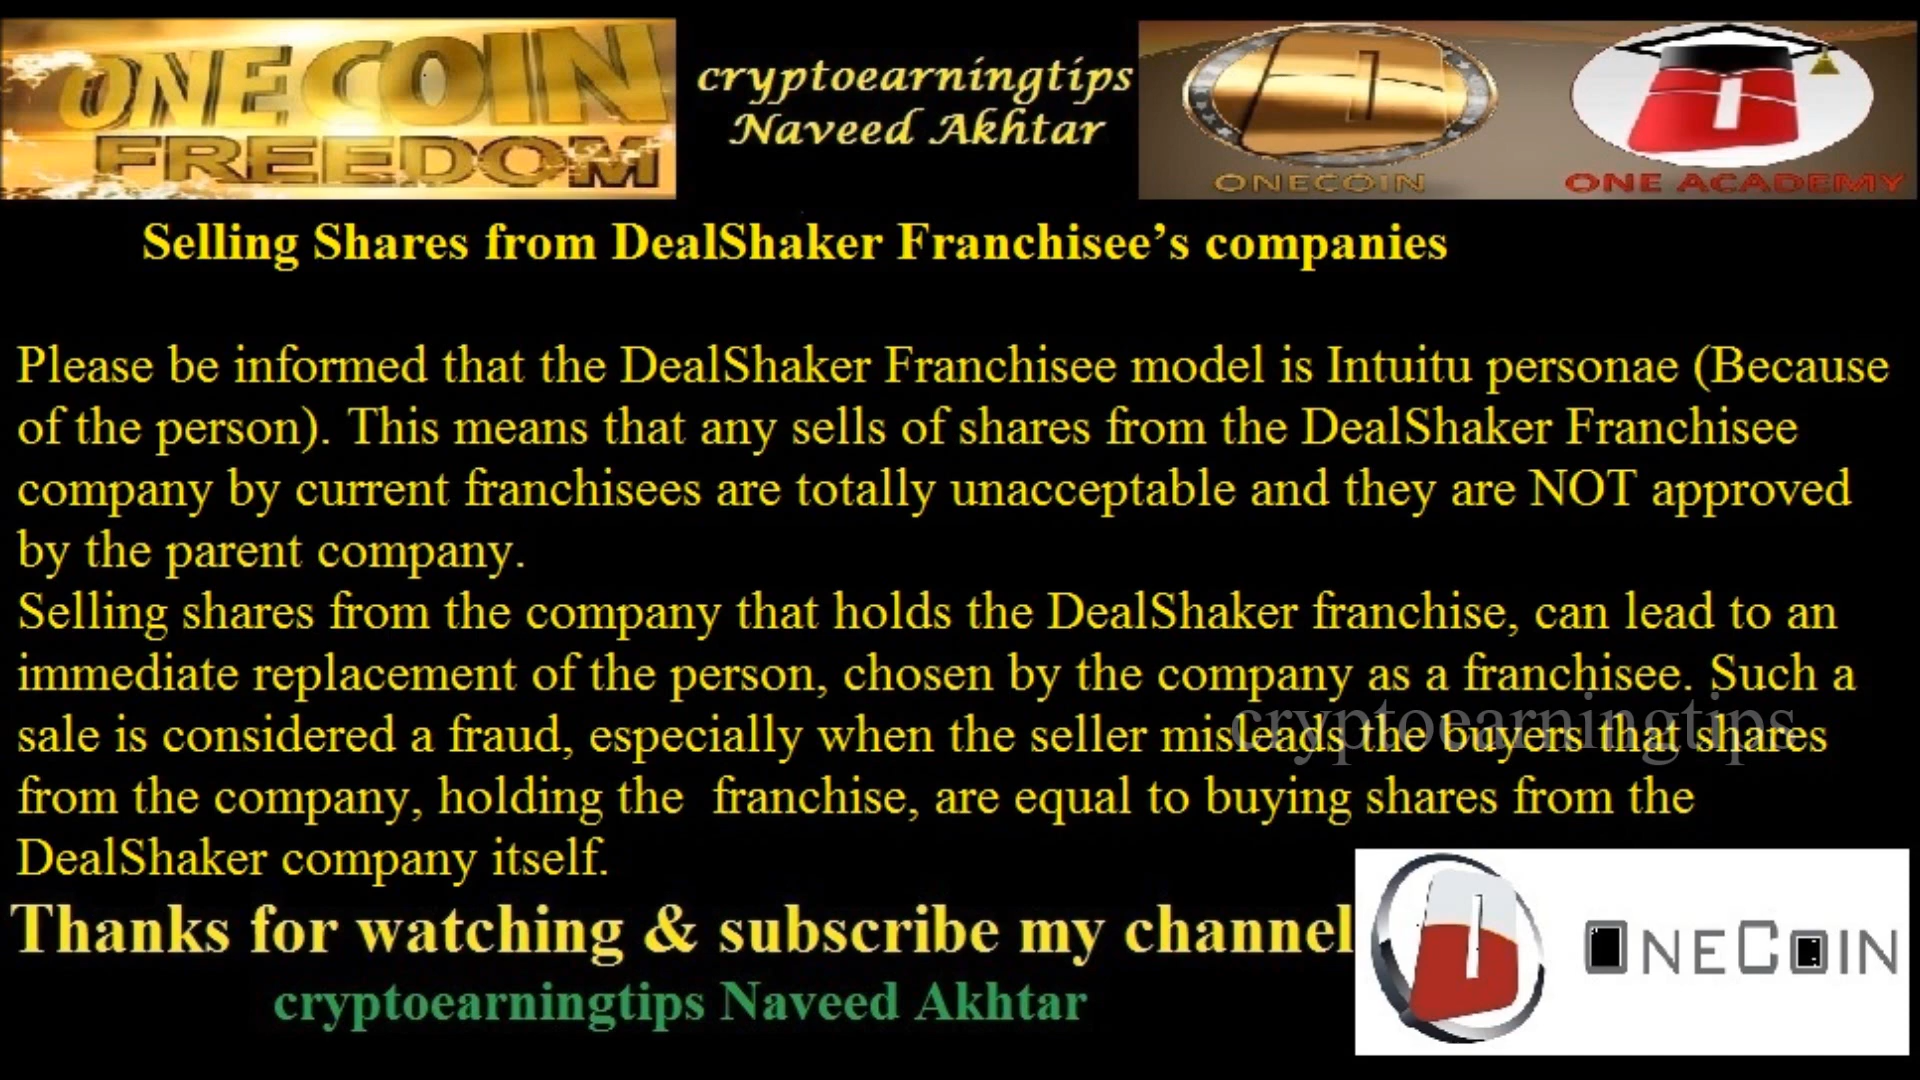 ONE COIN
FREEDOM
cryptoearningtips
Naveed Akhtar
ONECOIN
ONE ACADEMY
Selling Shares from DealShaker Franchisee’s companies
Please be informed that the DealShaker Franchisee model is Intuitu personae (Because
of the person). This means that any sells of shares from the DealShaker Franchisee
company by current franchisees are totally unacceptable and they are NOT approved
by the parent company.
Selling shares from the company that holds the DealShaker franchise, can lead to an
immediate replacement of the person, chosen by the company as a franchisee. Such a
sale is considered a fraud, especially when the seller misleads the buyers that shares
cryptoearningtips
from the company, holding the  franchise, are equal to buying shares from the
DealShaker company itself.
Thanks for watching & subscribe my channel
cryptoearningtips Naveed Akhtar
ONECOIN